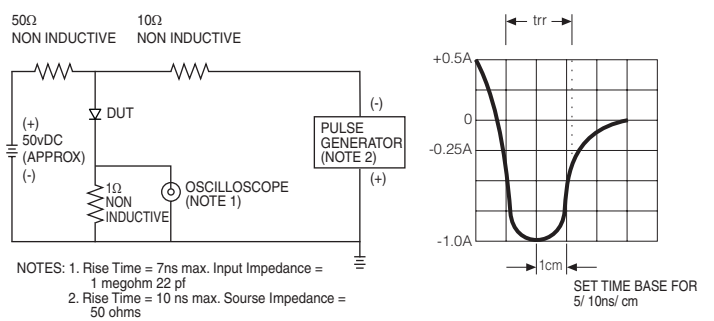 50Ω
NON INDUCTIVE
10Ω
NON INDUCTIVE
(+)
50vDC
(APPROX)
(-)
DUT
1Ω
NON
INDUCTIVE
OSCILLOSCOPE
(NOTE 1)
(-)
PULSE
GENERATOR
(NOTE 2)
(+)
NOTES: 1. Rise Time = 7ns max. Input Impedance =
1 megohm 22 pf
2. Rise Time = 10 ns max. Sourse Impedance =
50 ohms
trr
+0.5A
0
-0.25A
-1.0A
1cm
SET TIME BASE FOR
5/ 10ns/ cm